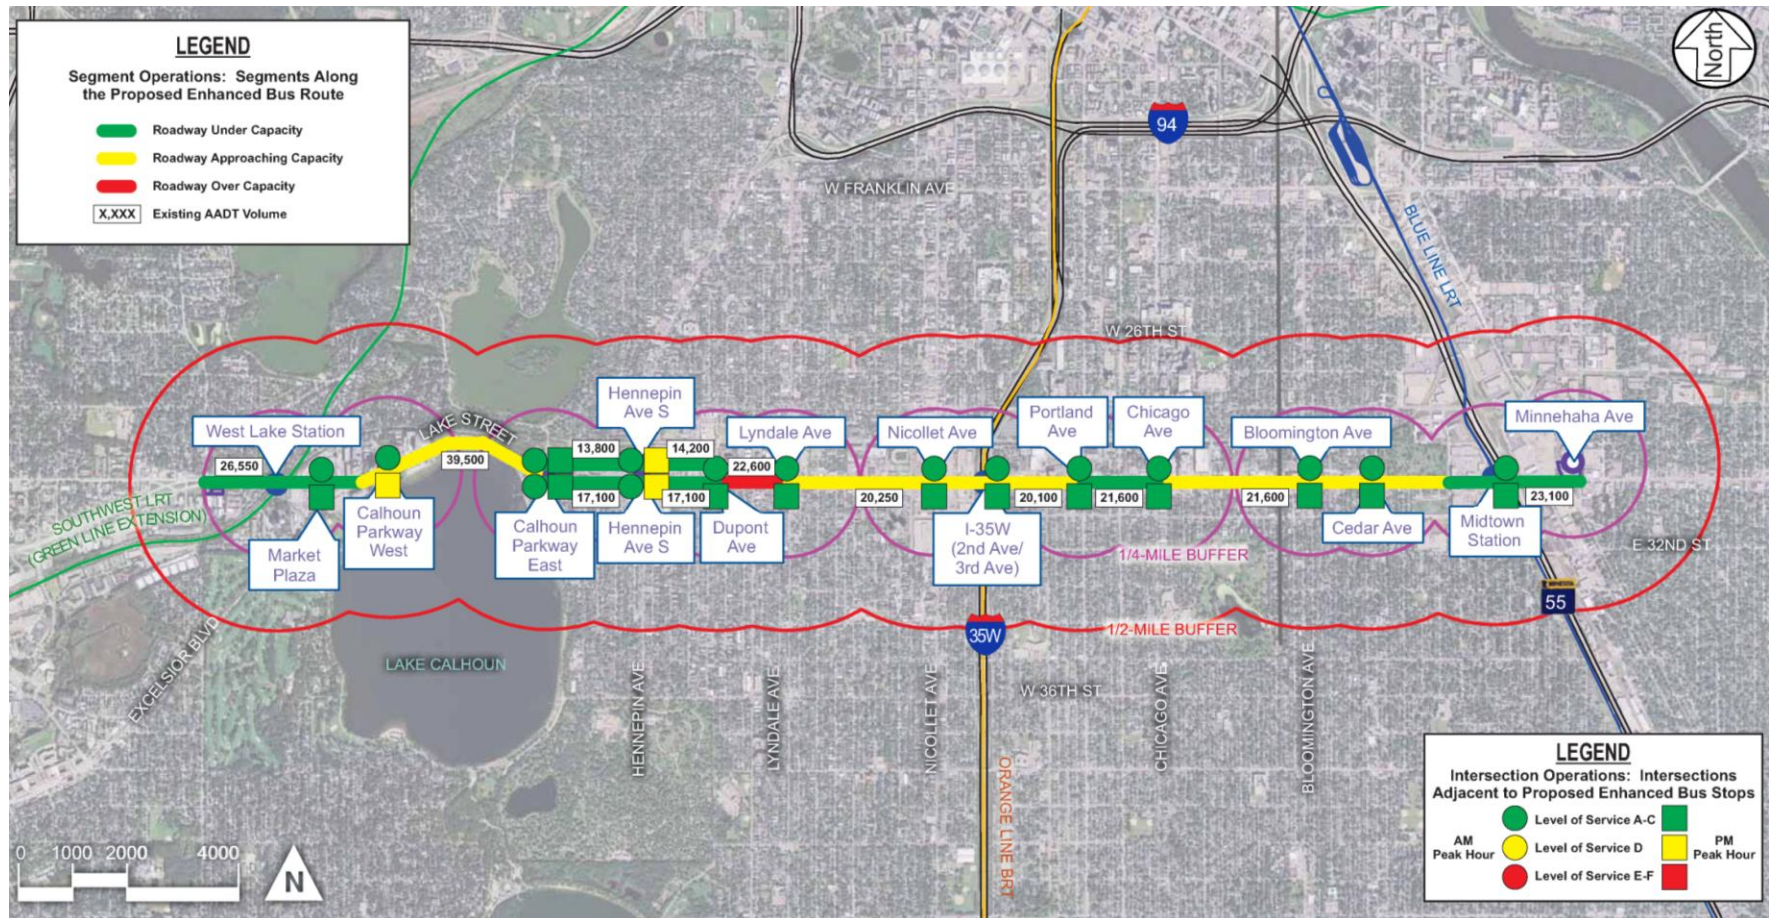 LEGEND
Segment Operations: Segments Along
the Proposed Enhanced Bus Route
Roadway Under Capacity
Roadway Approaching Capacity
Roadway Over Capacity
X,XXX Existing AADT Volume
North
94
W FRANKLIN AVE
BLUE LINE LRT
W 26TH ST
Hennepin
Ave S
Portland
Ave
Chicago
Ave
Minnehaha Ave
West Lake Station
LAKE STREET
Lyndale Ave
Nicollet Ave
Bloomington Ave
26,550
39,500
13,800
14,200
22,600
17,100
17,100
20,250
20,100
21,600
21,600
23,100
SOUTHWEST LRT
(GREEN LINE EXTENSION)
Market
Plaza
Calhoun
Parkway
West
Calhoun
Parkway
East
Hennepin
Ave S
Dupont
Ave
I-35W
(2nd Ave/
3rd Ave)
Cedar Ave
Midtown
Station
1/4-MILE BUFFER
E 32ND ST
MINNESOTA
55
1/2-MILE BUFFER
35W
EXCELSIOR BLVD
LAKE CALHOUN
HENNEPIN AVE
LYNDALE AVE
NICOLLET AVE
W 36TH ST
CHICAGO AVE
BLOOMINGTON AVE
ORANGE LINE BRT
0 1000 2000 4000
N
LEGEND
Intersection Operations: Intersections
Adjacent to Proposed Enhanced Bus Stops
AM
Peak Hour
Level of Service A-C
Level of Service D
Level of Service E-F
PM
Peak Hour